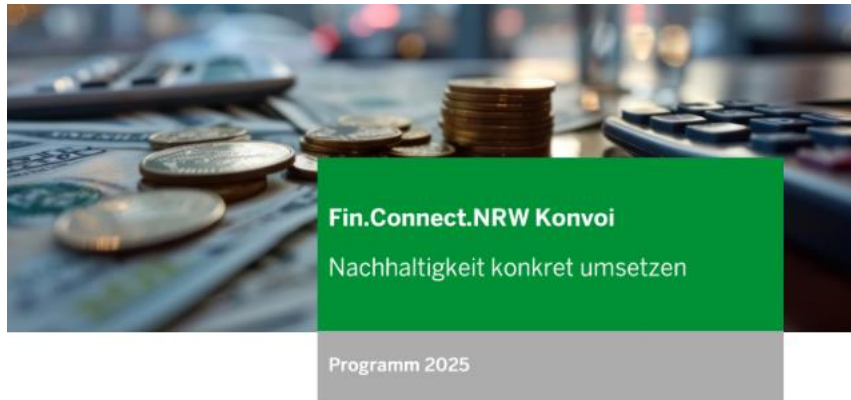 Fin.Connect.NRW Konvoi
Nachhaltigkeit konkret umsetzen
Programm 2025